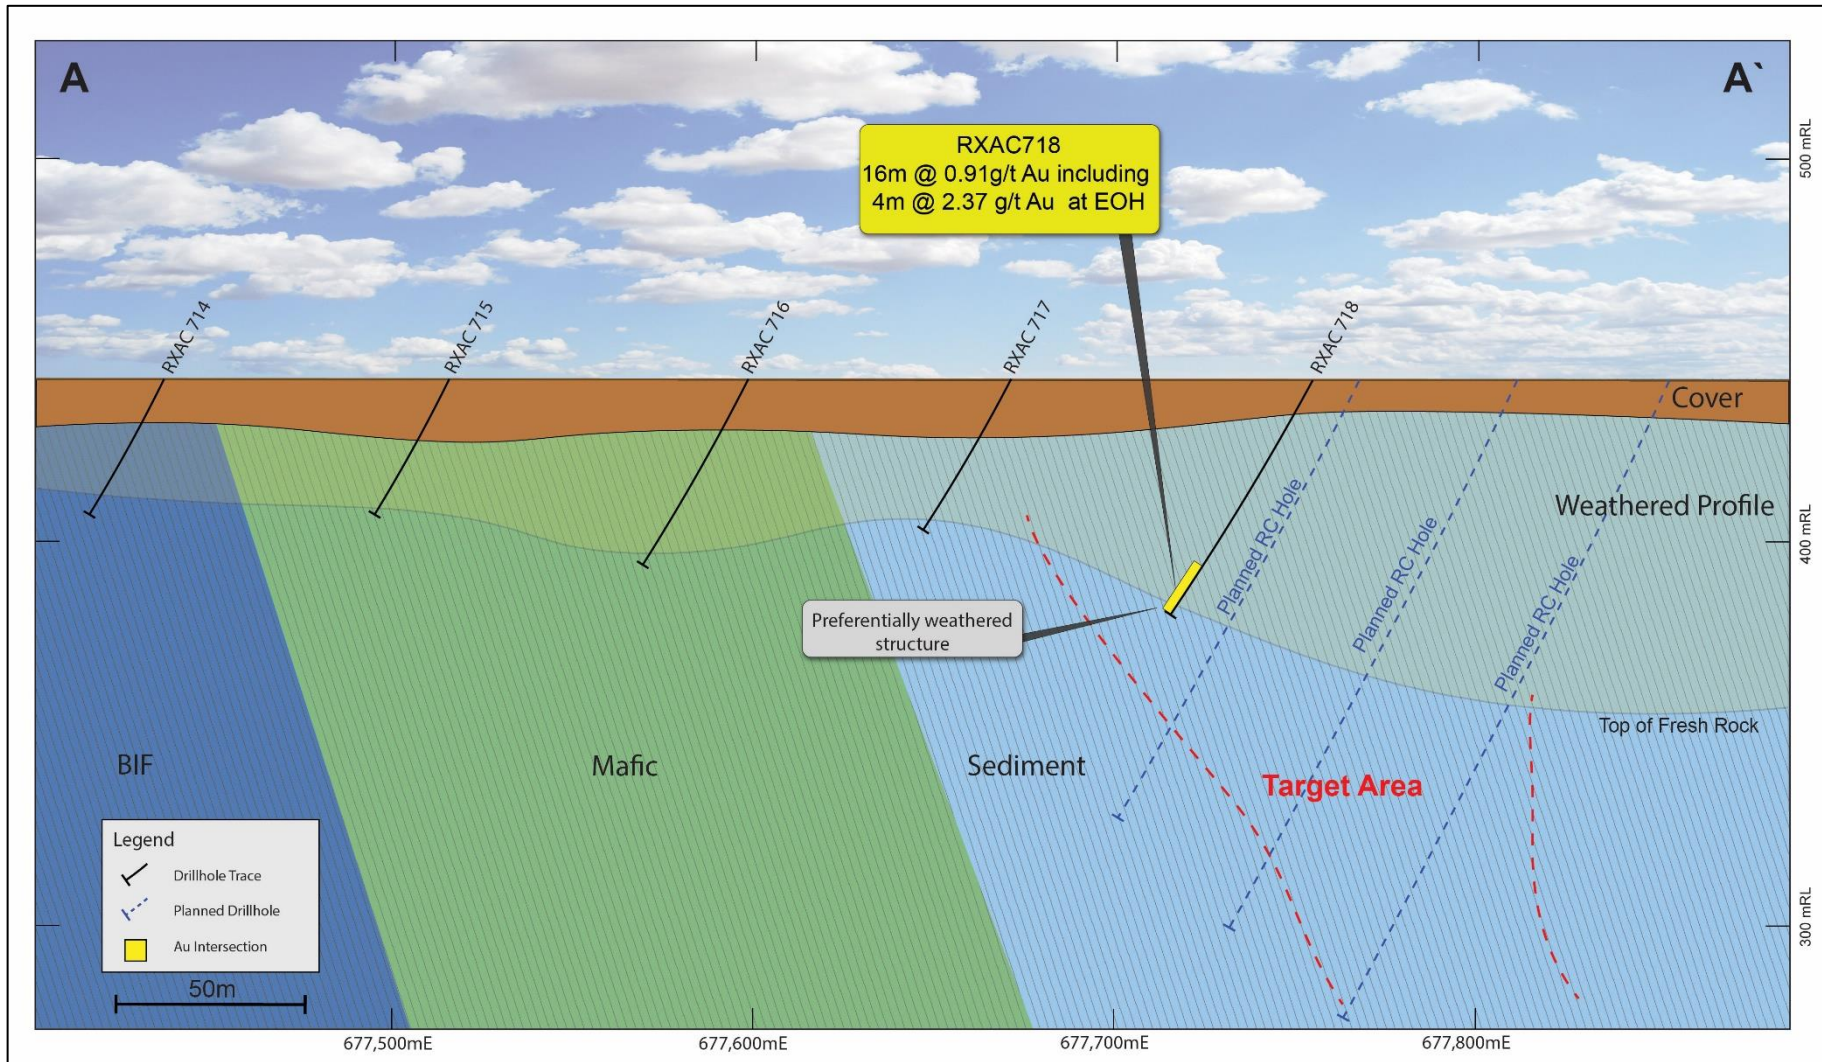 A
A`
RXAC718
16m @ 0.91g/t Au including
4m @ 2.37 g/t Au at EOH
500 mRL
RXAC 714
RXAC 715
RXAC 716
RXAC 717
RXAC 718
Cover
Weathered Profile
400 mRL
Planned RC Hole
Planned RC Hole
Planned RC Hole
Preferentially weathered
structure
Top of Fresh Rock
BIF
Mafic
Sediment
Target Area
Legend
Drillhole Trace
Planned Drillhole
Au Intersection
50m
300 mRL
677,500mE
677,600mE
677,700mE
677,800mE